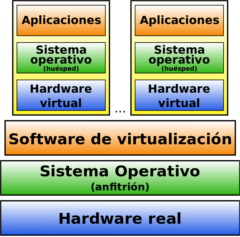 Aplicaciones
Sistema
operativo
(huésped)
Hardware
virtual
Aplicaciones
Sistema
operativo
(huésped)
Hardware
virtual
...
Software de virtualización
Sistema Operativo
(anfitrión)
Hardware real